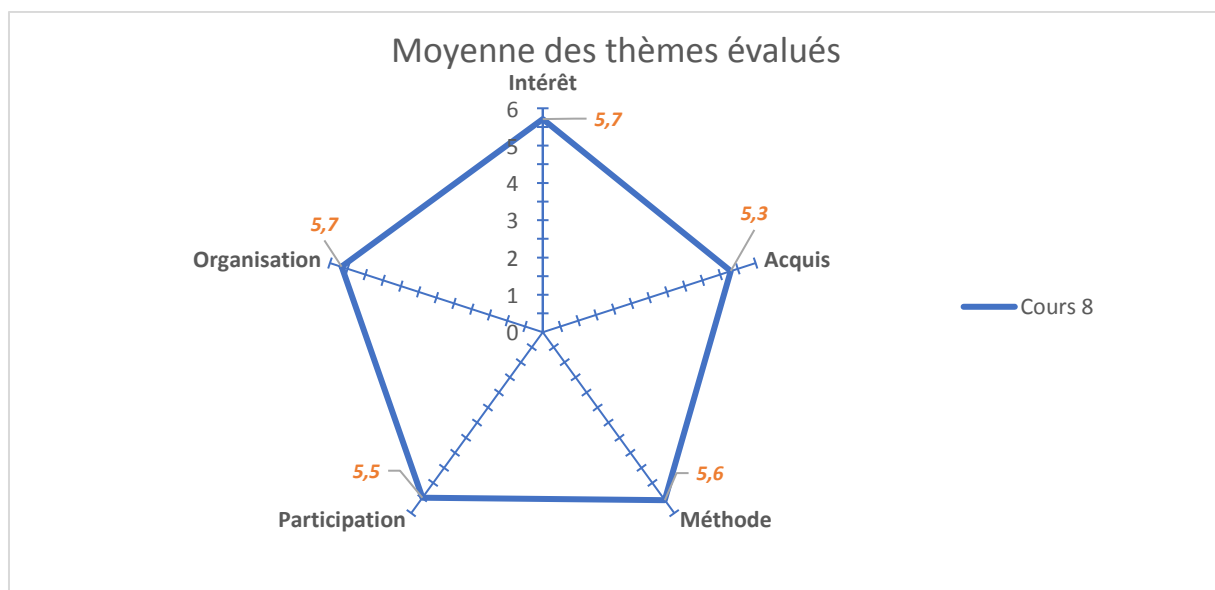 Moyenne des thèmes évalués
Intérêt
6
5,7
5
4
3
2
1
0
5,3
Acquis
5,7
Organisation
Cours 8
5,5
Participation
5,6
Méthode